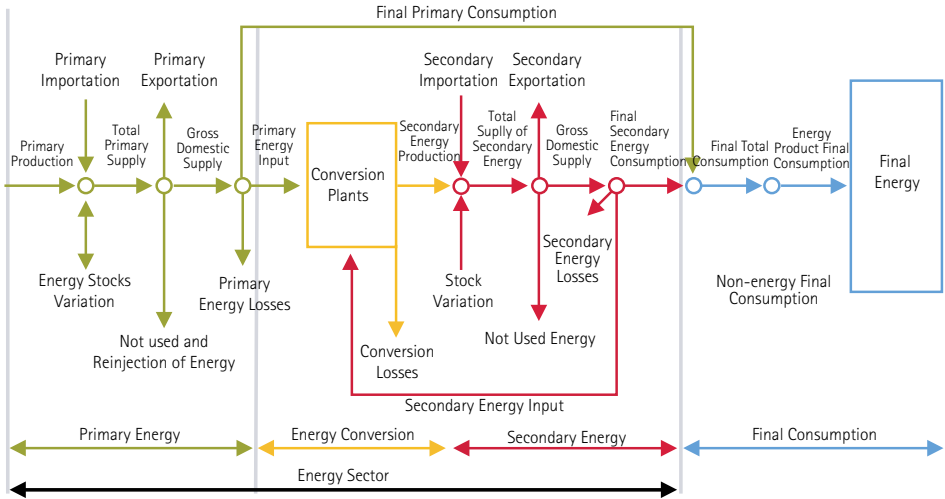 Final Primary Consumption
Primary
Importation
Primary
Exportation
Secondary
Importation
Secondary
Exportation
Primary
Production
Total
Primary
Supply
Gross
Domestic
Supply
Primary
Energy
Input
Conversion
Plants
Secondary
Energy
Production
Total
Suplly of
Secondary
Energy
Gross
Domestic
Supply
Final
Secondary
Energy
Consumption
Final Total
Consumption
Energy
Product Final
Consumption
Final
Energy
Energy Stocks
Variation
Primary
Energy Losses
Not used and
Reinjection of Energy
Conversion
Losses
Stock
Variation
Secondary
Energy
Losses
Not Used Energy
Non-energy Final
Consumption
Secondary Energy Input
Primary Energy
Energy Conversion
Secondary Energy
Final Consumption
Energy Sector